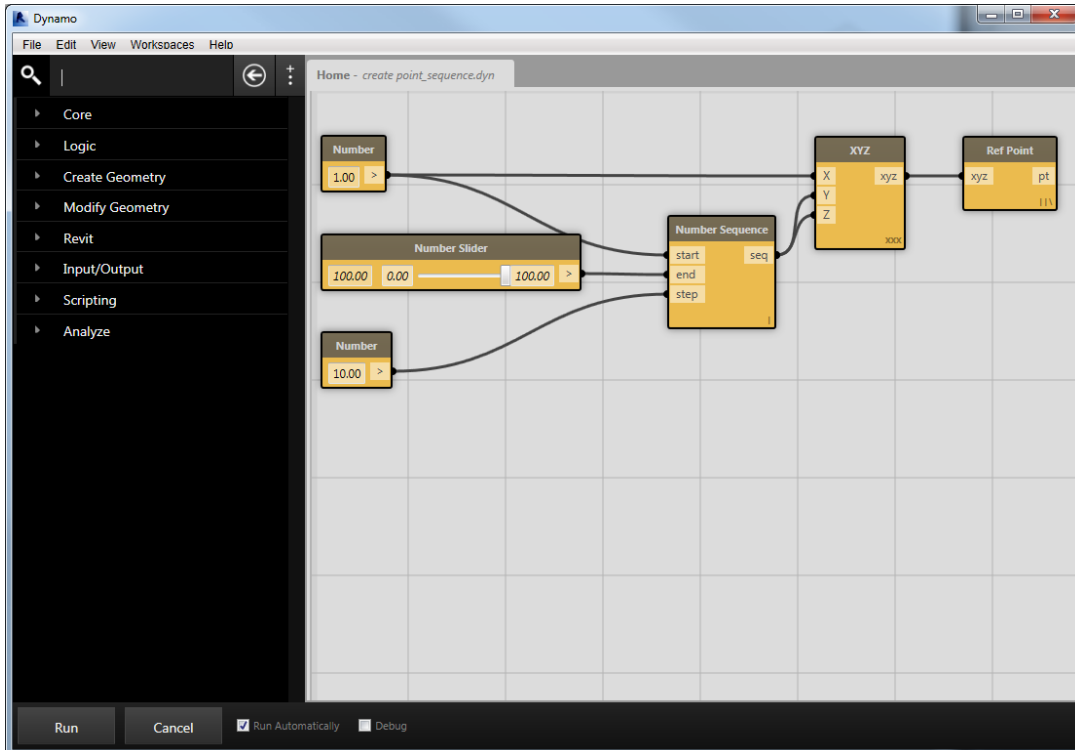 Dynamo
File Edit View Workspaces Help
Home - create point_sequence.dyn
Core
Logic
Create Geometry
Modify Geometry
Revit
Input/Output
Scripting
Analyze
Number
1.00 >
Number Slider
100.00 0.00 100.00 >
Number
10.00 >
Number Sequence
start seq
end
step
|
XYZ
X xyz
Y
Z
xxx
Ref Point
xyz pt
||\
Run Cancel Run Automatically Debug